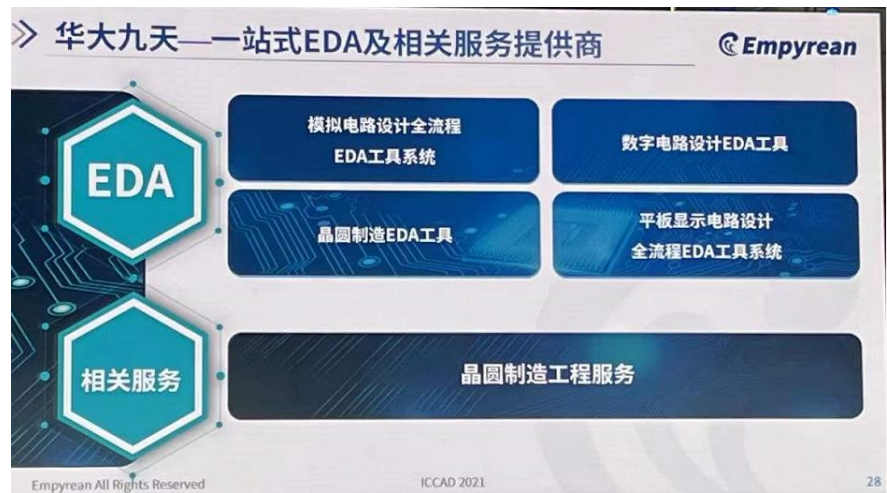 华大九天—一站式EDA及相关服务提供商
Empyrean
EDA
模拟电路设计全流程
EDA工具系统
数字电路设计EDA工具
晶圆制造EDA工具
平板显示电路设计
全流程EDA工具系统
相关服务
晶圆制造工程服务
Empyrean All Rights Reserved
ICCAD 2021
28